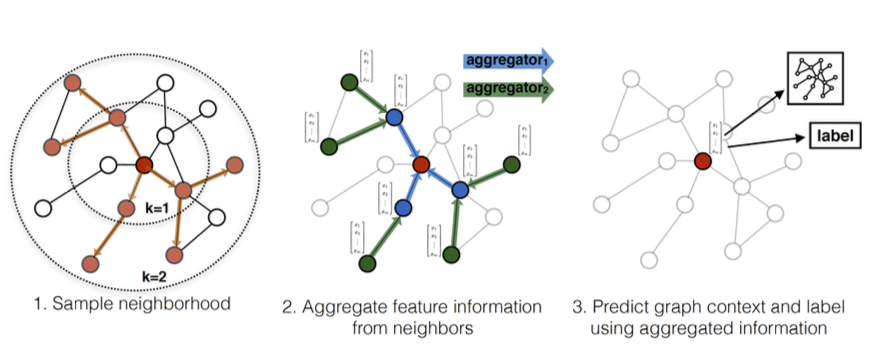 aggregator₁
aggregator₂
label
k=1
k=2
1. Sample neighborhood
2. Aggregate feature information
from neighbors
3. Predict graph context and label
using aggregated information